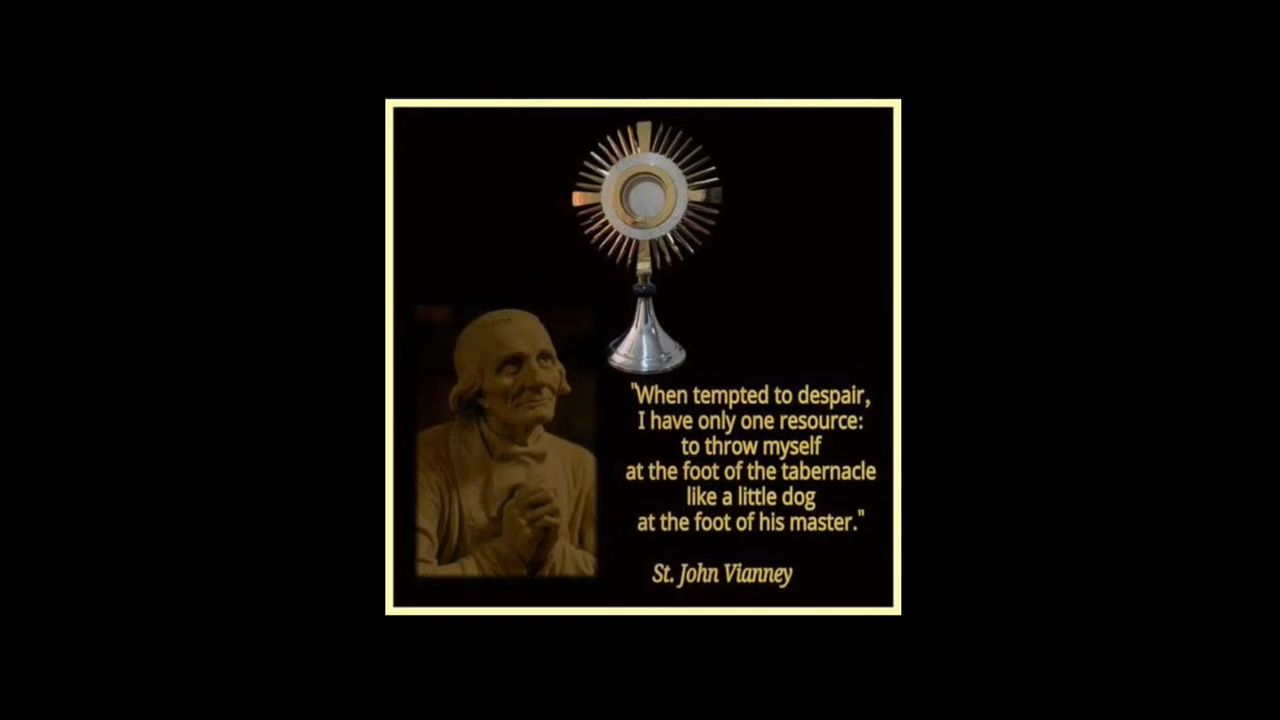 "When tempted to despair,
I have only one resource:
to throw myself
at the foot of the tabernacle
like a little dog
at the foot of his master."
St. John Vianney